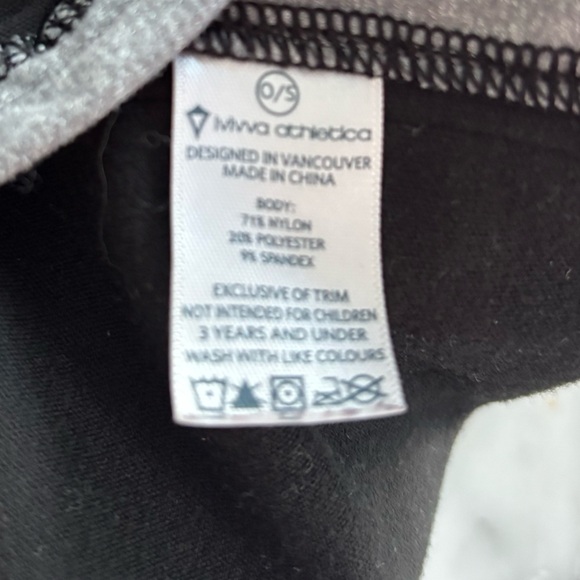 O/S
ivivva athletica
DESIGNED IN VANCOUVER
MADE IN CHINA
BODY:
71% NYLON
20% POLYESTER
9% SPANDEX
EXCLUSIVE OF TRIM
NOT INTENDED FOR CHILDREN
3 YEARS AND UNDER
WASH WITH LIKE COLOURS